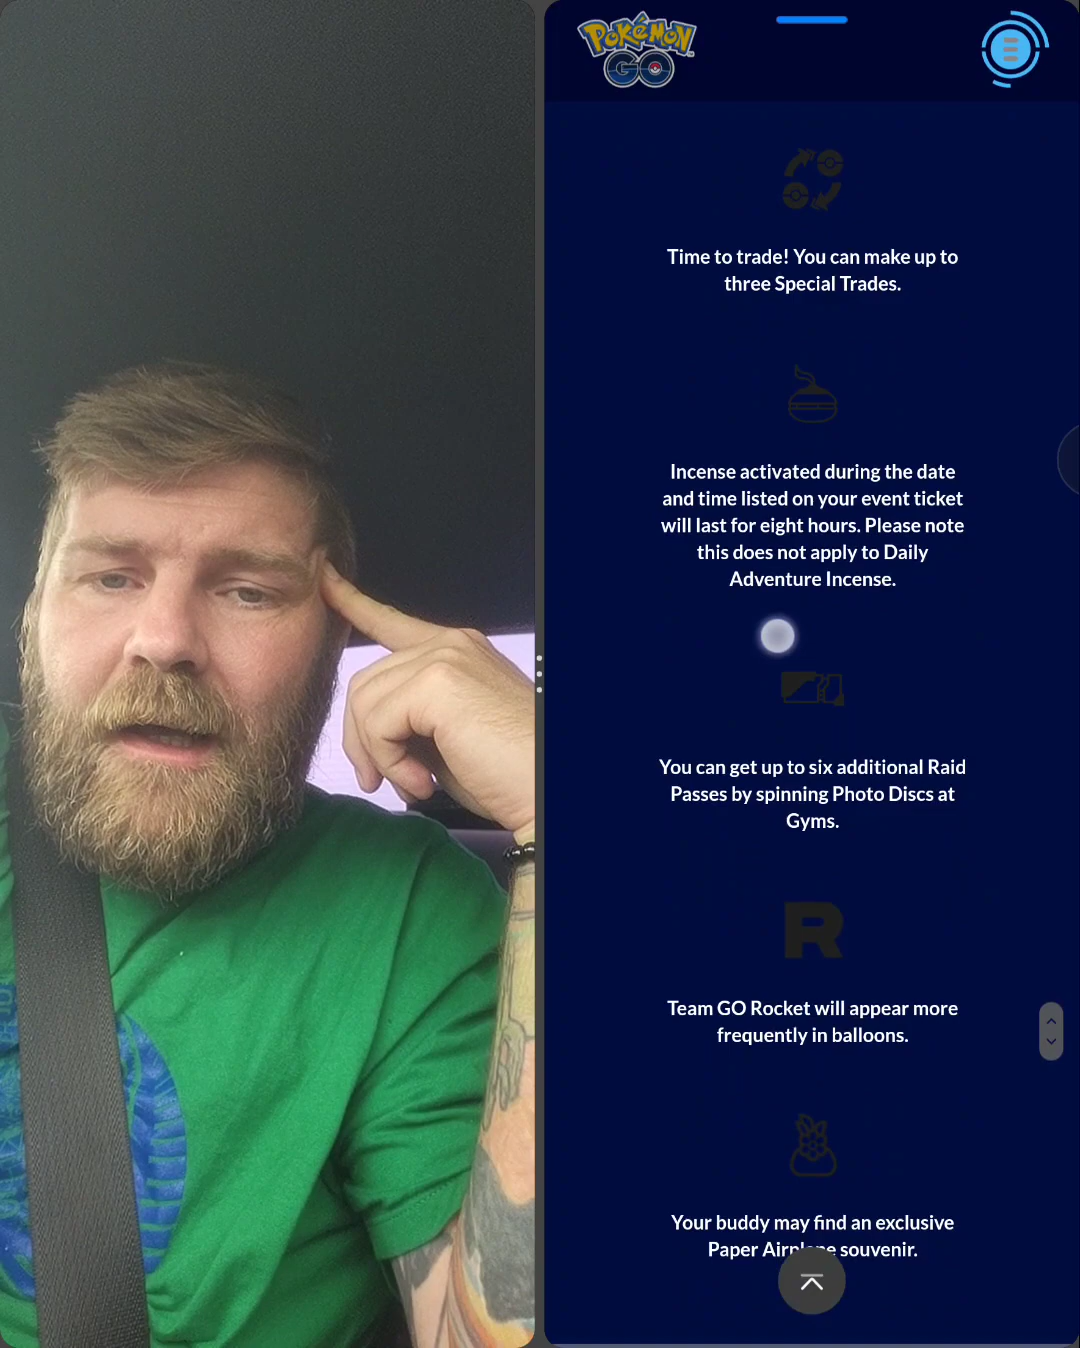 POKéMON
GO
Time to trade! You can make up to
three Special Trades.
Incense activated during the date
and time listed on your event ticket
will last for eight hours. Please note
this does not apply to Daily
Adventure Incense.
You can get up to six additional Raid
Passes by spinning Photo Discs at
Gyms.
R
Team GO Rocket will appear more
frequently in balloons.
Your buddy may find an exclusive
Paper Airplane souvenir.